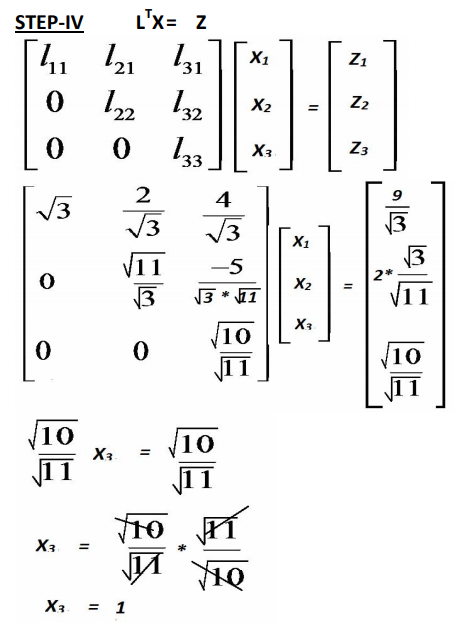 STEP-IV LᵀX= Z
l₁₁ l₂₁ l₃₁ X₁ Z₁
0 l₂₂ l₃₂ X₂ = Z₂
0 0 l₃₃ X₃ Z₃
√3 2/√3 4/√3 X₁ 9/√3
0 √11/√3 −5/√3*√11 X₂ = 2*√3/√11
0 0 √10/√11 X₃ √10/√11
√10/√11 X₃ = √10/√11
X₃ = √10/√11 * √11/√10
X₃ = 1